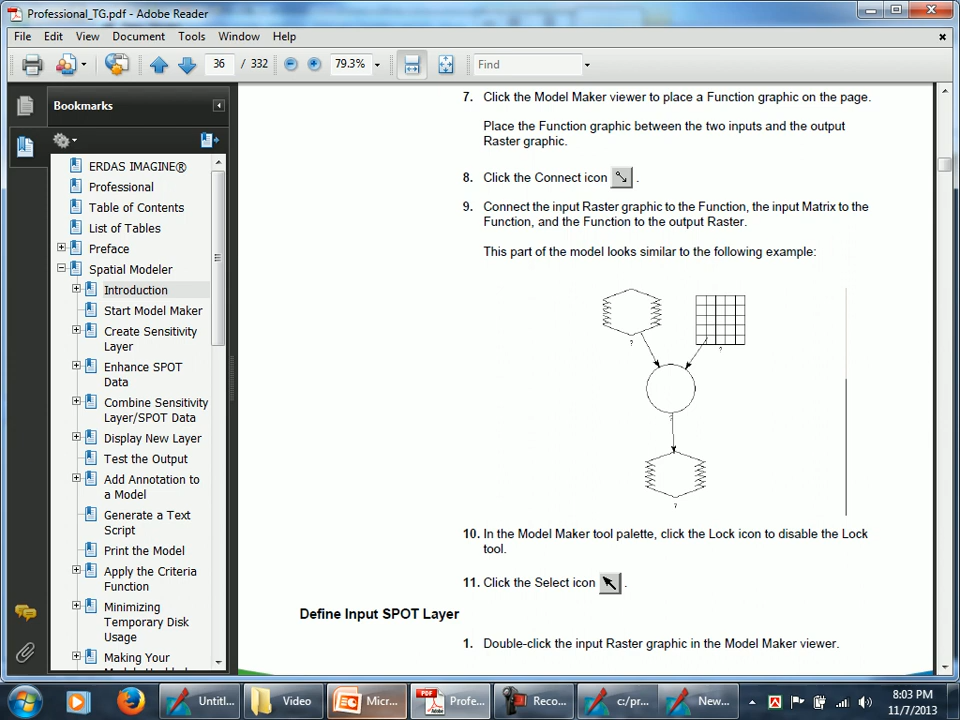 Professional_TG.pdf - Adobe Reader
File Edit View Document Tools Window Help
36 / 332 79.3% Find
Bookmarks
ERDAS IMAGINE®
Professional
Table of Contents
List of Tables
Preface
Spatial Modeler
Introduction
Start Model Maker
Create Sensitivity
Layer
Enhance SPOT
Data
Combine Sensitivity
Layer/SPOT Data
Display New Layer
Test the Output
Add Annotation to
a Model
Generate a Text
Script
Print the Model
Apply the Criteria
Function
Minimizing
Temporary Disk
Usage
Making Your
7. Click the Model Maker viewer to place a Function graphic on the page.
Place the Function graphic between the two inputs and the output
Raster graphic.
8. Click the Connect icon .
9. Connect the input Raster graphic to the Function, the input Matrix to the
Function, and the Function to the output Raster.
This part of the model looks similar to the following example:
?
?
?
10. In the Model Maker tool palette, click the Lock icon to disable the Lock
tool.
11. Click the Select icon .
Define Input SPOT Layer
1. Double-click the input Raster graphic in the Model Maker viewer.
Untitl... Video Micr... Profe... Reco... c:/pr... New...
8:03 PM
11/7/2013